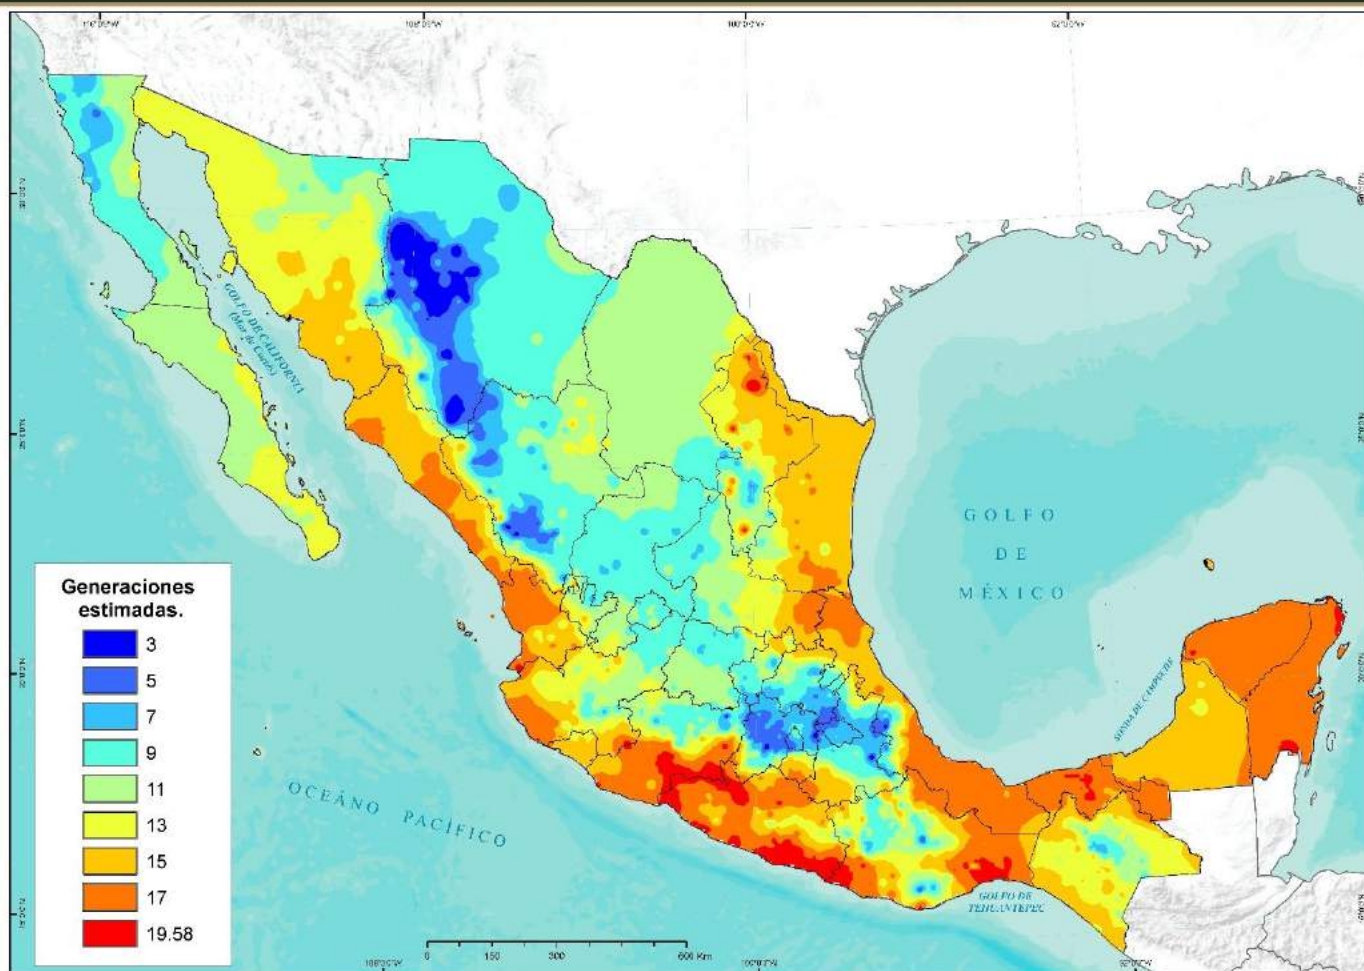 GOLFO DE CALIFORNIA
(Mar de Cortés)
GOLFO
DE
MÉXICO
SONDA DE CAMPECHE
OCEÁNO PACÍFICO
GOLFO DE
TEHUANTEPEC
Generaciones
estimadas.
3
5
7
9
11
13
15
17
19.58
0 150 300 600 Km